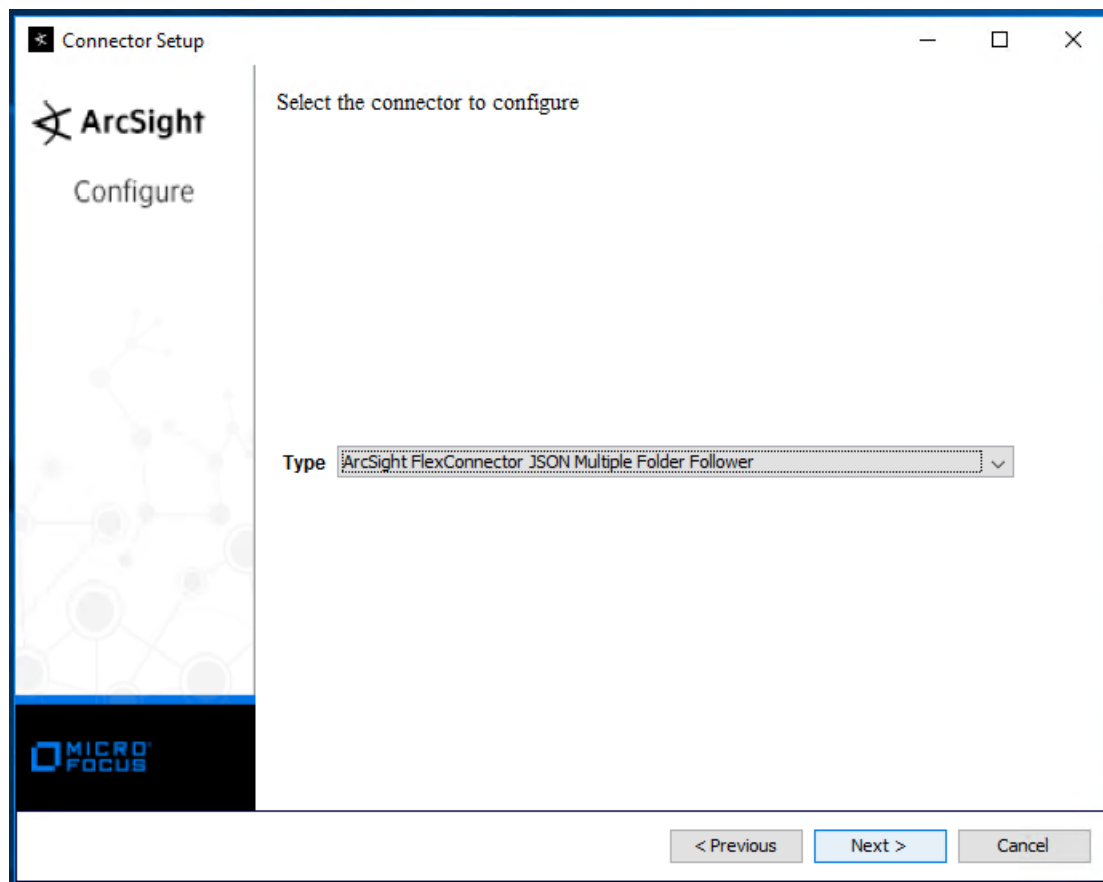 Connector Setup
ArcSight
Configure
Select the connector to configure
Type ArcSight FlexConnector JSON Multiple Folder Follower
MICRO
FOCUS
< Previous Next > Cancel